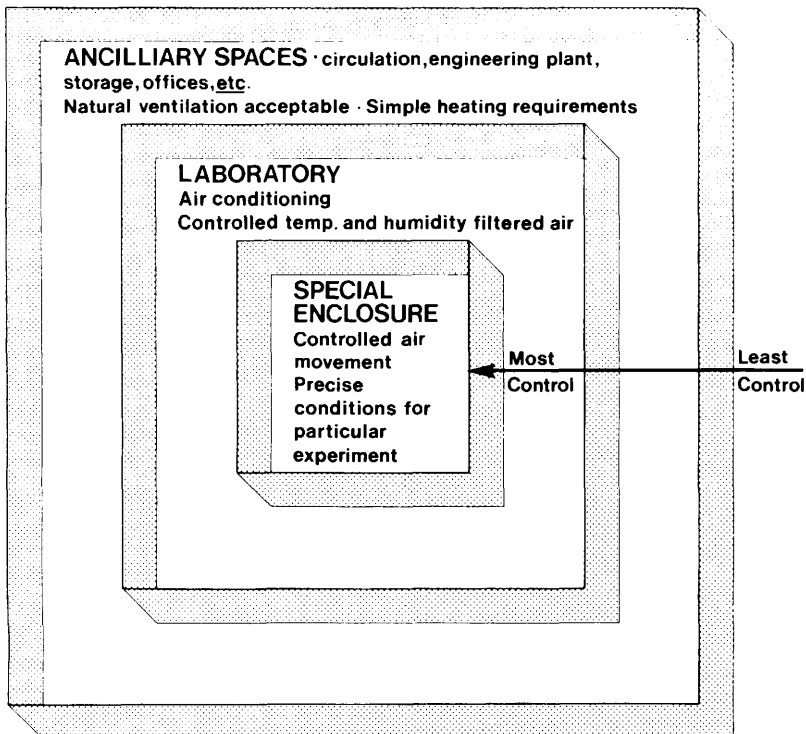 ANCILLIARY SPACES · circulation, engineering plant,
storage, offices, etc.
Natural ventilation acceptable · Simple heating requirements
LABORATORY
Air conditioning
Controlled temp. and humidity filtered air
SPECIAL
ENCLOSURE
Controlled air
movement
Precise
conditions for
particular
experiment
Most
Control
Least
Control